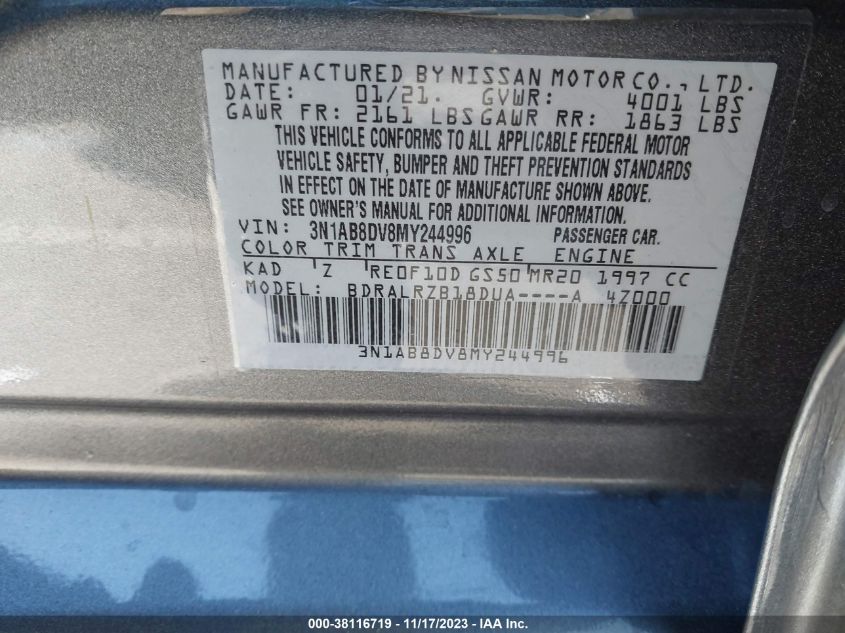 MANUFACTURED BY NISSAN MOTOR CO., LTD.
DATE: 01/21. GVWR: 4001 LBS
GAWR FR: 2161 LBS GAWR RR: 1863 LBS
THIS VEHICLE CONFORMS TO ALL APPLICABLE FEDERAL MOTOR
VEHICLE SAFETY, BUMPER AND THEFT PREVENTION STANDARDS
IN EFFECT ON THE DATE OF MANUFACTURE SHOWN ABOVE.
SEE OWNER'S MANUAL FOR ADDITIONAL INFORMATION.
VIN: 3N1AB8DV8MY244996 PASSENGER CAR.
COLOR TRIM TRANS AXLE ENGINE
KAD Z RE0F10D GS50 MR20 1997 CC
MODEL: BDRALRZB18DUA----A 4Z000
3N1AB8DV8MY244996
000-38116719 - 11/17/2023 - IAAI Inc.